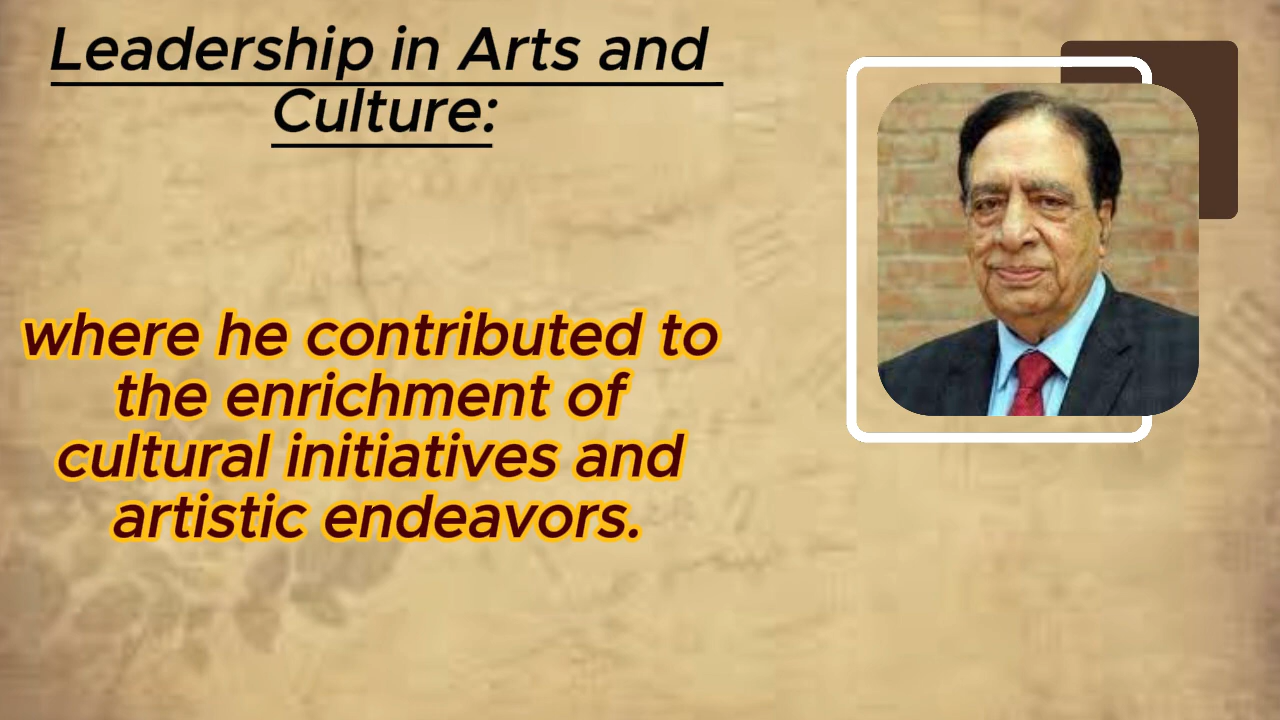 Leadership in Arts and
Culture:
where he contributed to
the enrichment of
cultural initiatives and
artistic endeavors.